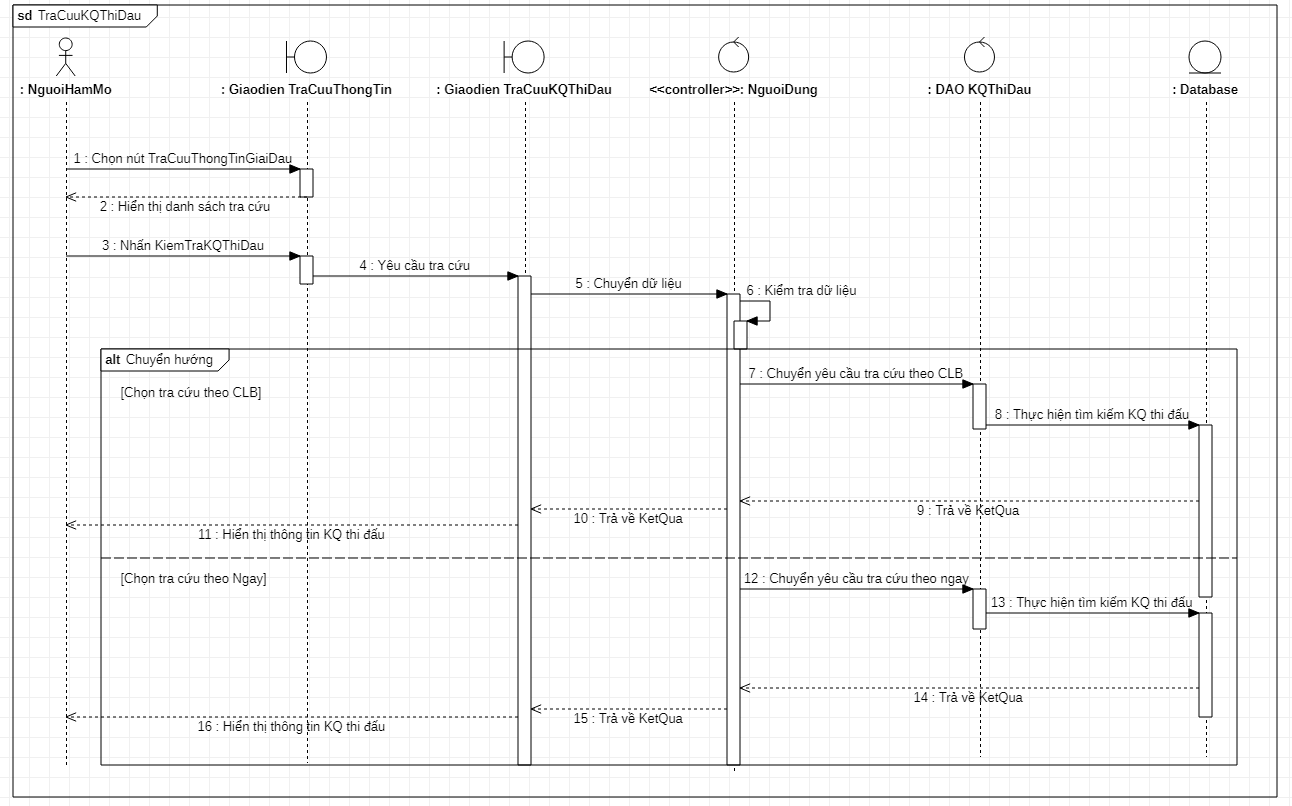 sd TraCuuKQThiDau
: NguoiHamMo
: Giaodien TraCuuThongTin
: Giaodien TraCuuKQThiDau
<<controller>>: NguoiDung
: DAO KQThiDau
: Database
1 : Chọn nút TraCuuThongTinGiaiDau
2 : Hiển thị danh sách tra cứu
3 : Nhấn KiemTraKQThiDau
4 : Yêu cầu tra cứu
5 : Chuyển dữ liệu
6 : Kiểm tra dữ liệu
alt Chuyển hướng
[Chọn tra cứu theo CLB]
7 : Chuyển yêu cầu tra cứu theo CLB
8 : Thực hiện tìm kiếm KQ thi đấu
9 : Trả về KetQua
10 : Trả về KetQua
11 : Hiển thị thông tin KQ thi đấu
[Chọn tra cứu theo Ngay]
12 : Chuyển yêu cầu tra cứu theo ngay
13 : Thực hiện tìm kiếm KQ thi đấu
14 : Trả về KetQua
15 : Trả về KetQua
16 : Hiển thị thông tin KQ thi đấu